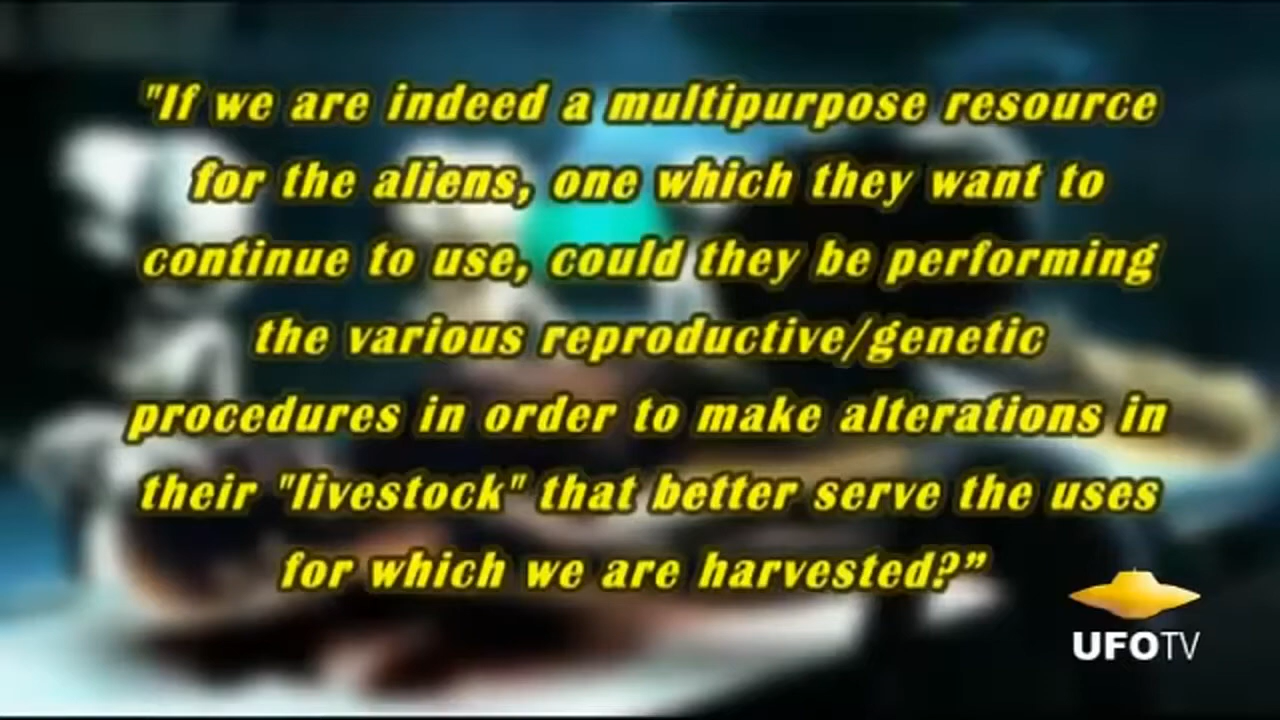 "If we are indeed a multipurpose resource
for the aliens, one which they want to
continue to use, could they be performing
the various reproductive/genetic
procedures in order to make alterations in
their "livestock" that better serve the uses
for which we are harvested?”
UFOTV